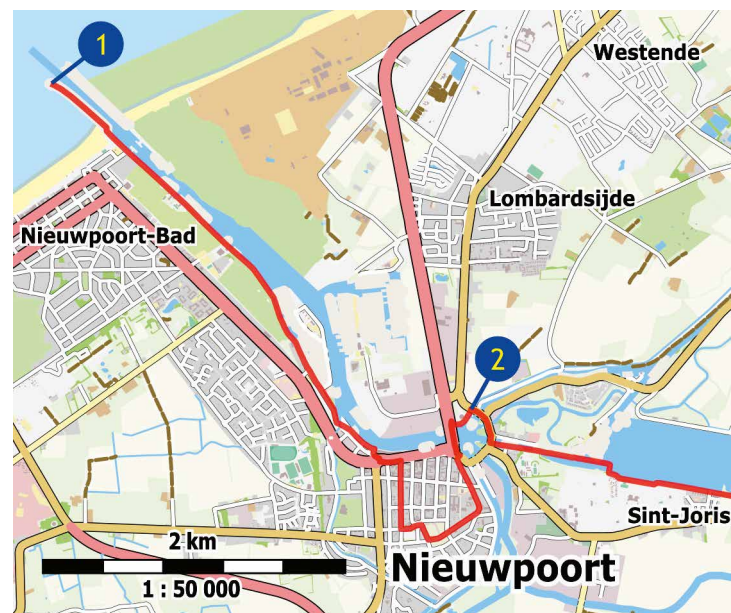 1
Westende
Lombardsijde
Nieuwpoort-Bad
2
Sint-Joris
2 km
Nieuwpoort
1 : 50 000